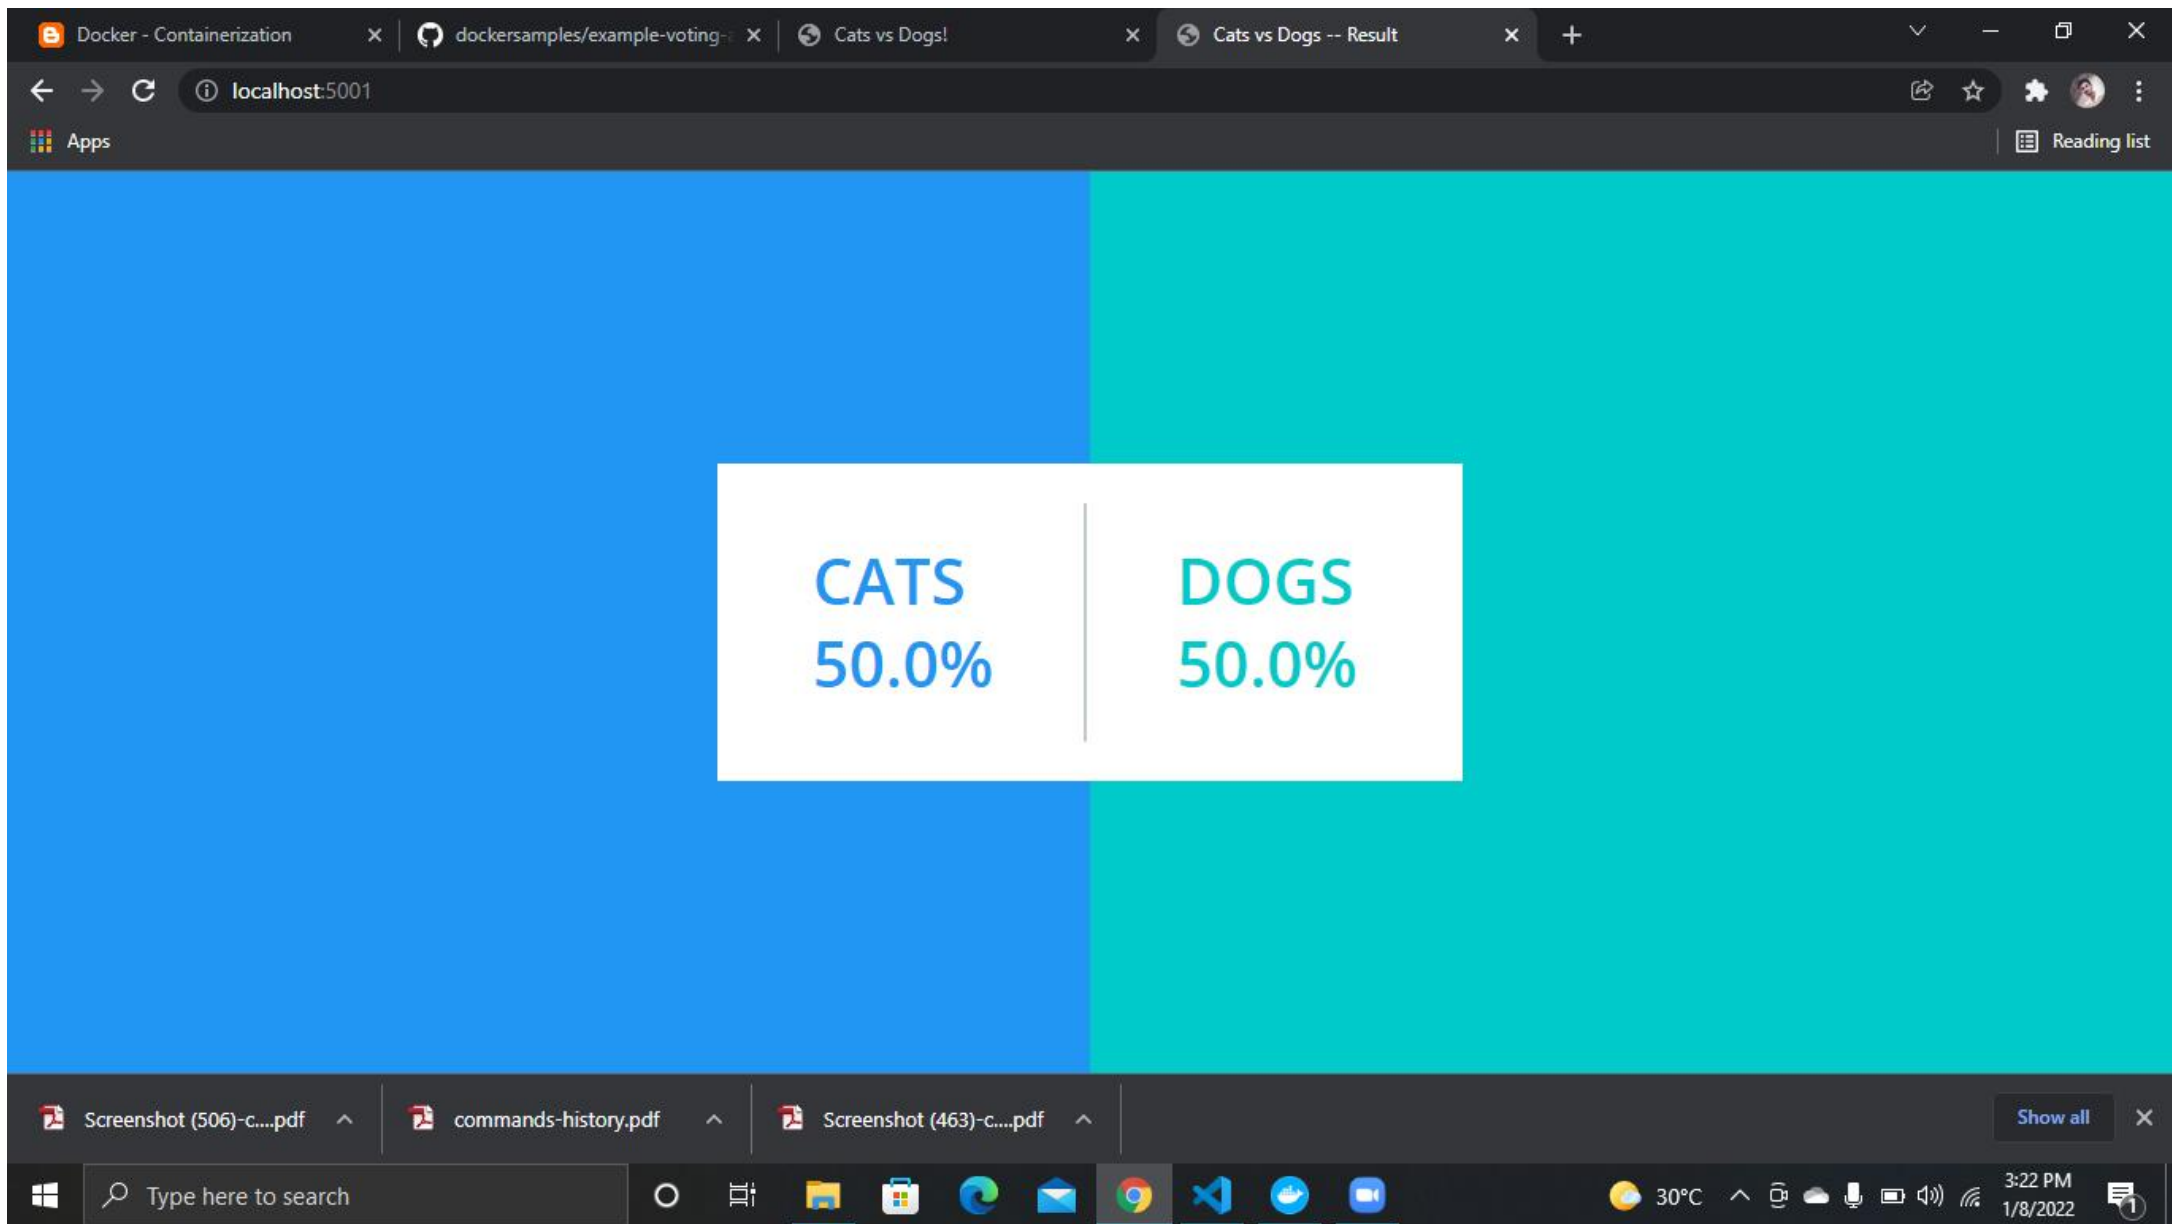 Docker - Containerization
dockersamples/example-voting-
Cats vs Dogs!
Cats vs Dogs -- Result
localhost:5001
Apps
Reading list
CATS
50.0%
DOGS
50.0%
Screenshot (506)-c....pdf
commands-history.pdf
Screenshot (463)-c....pdf
Show all
Type here to search
30°C
3:22 PM
1/8/2022
1